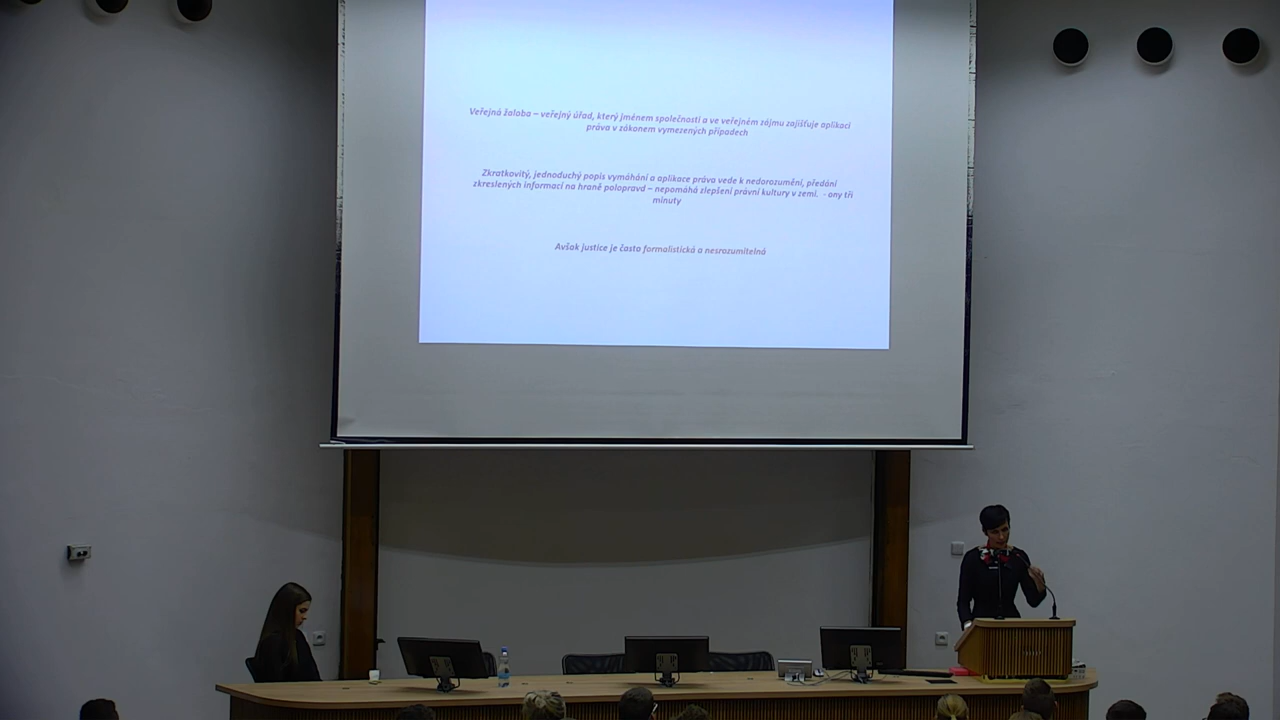 Veřejná žaloba – veřejný úřad, který jménem společnosti a ve veřejném zájmu zajišťuje aplikaci
práva v zákonem vymezených případech
Zkratkovitý, jednoduchý popis vymáhání a aplikace práva vede k nedorozumění, předání
zkreslených informací na hraně polopravd – nepomáhá zlepšení právní kultury v zemi. - ony tři
minuty
Avšak justice je často formalistická a nesrozumitelná